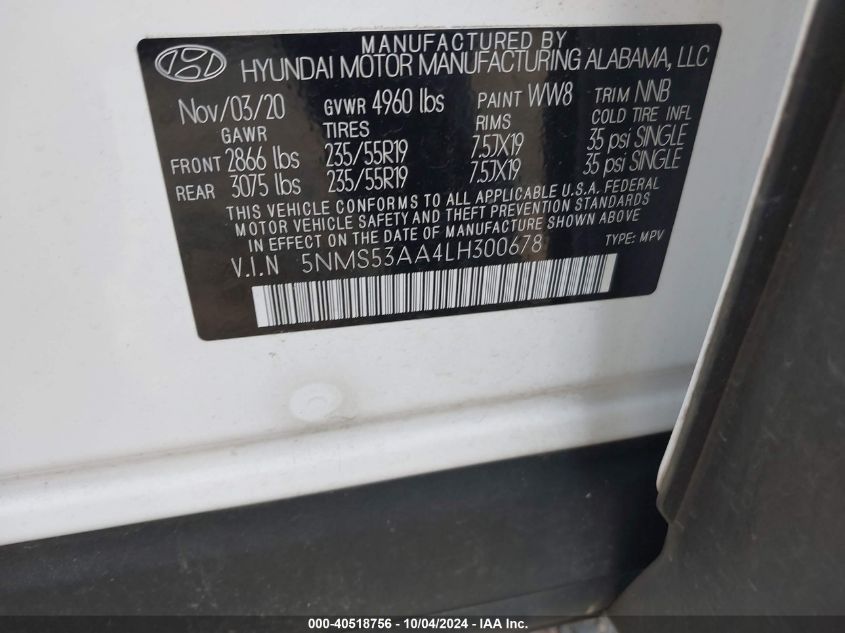 MANUFACTURED BY
HYUNDAI MOTOR MANUFACTURING ALABAMA, LLC
Nov/03/20 GVWR 4960 lbs PAINT WW8 TRIM NNB
GAWR TIRES RIMS COLD TIRE INFL
FRONT 2866 lbs 235/55R19 7.5JX19 35 psi SINGLE
REAR 3075 lbs 235/55R19 7.5JX19 35 psi SINGLE
THIS VEHICLE CONFORMS TO ALL APPLICABLE U.S.A. FEDERAL
MOTOR VEHICLE SAFETY AND THEFT PREVENTION STANDARDS
IN EFFECT ON THE DATE OF MANUFACTURE SHOWN ABOVE
V.I.N 5NMS53AA4LH300678 TYPE: MPV
000-40518756 - 10/04/2024 - IAA Inc.